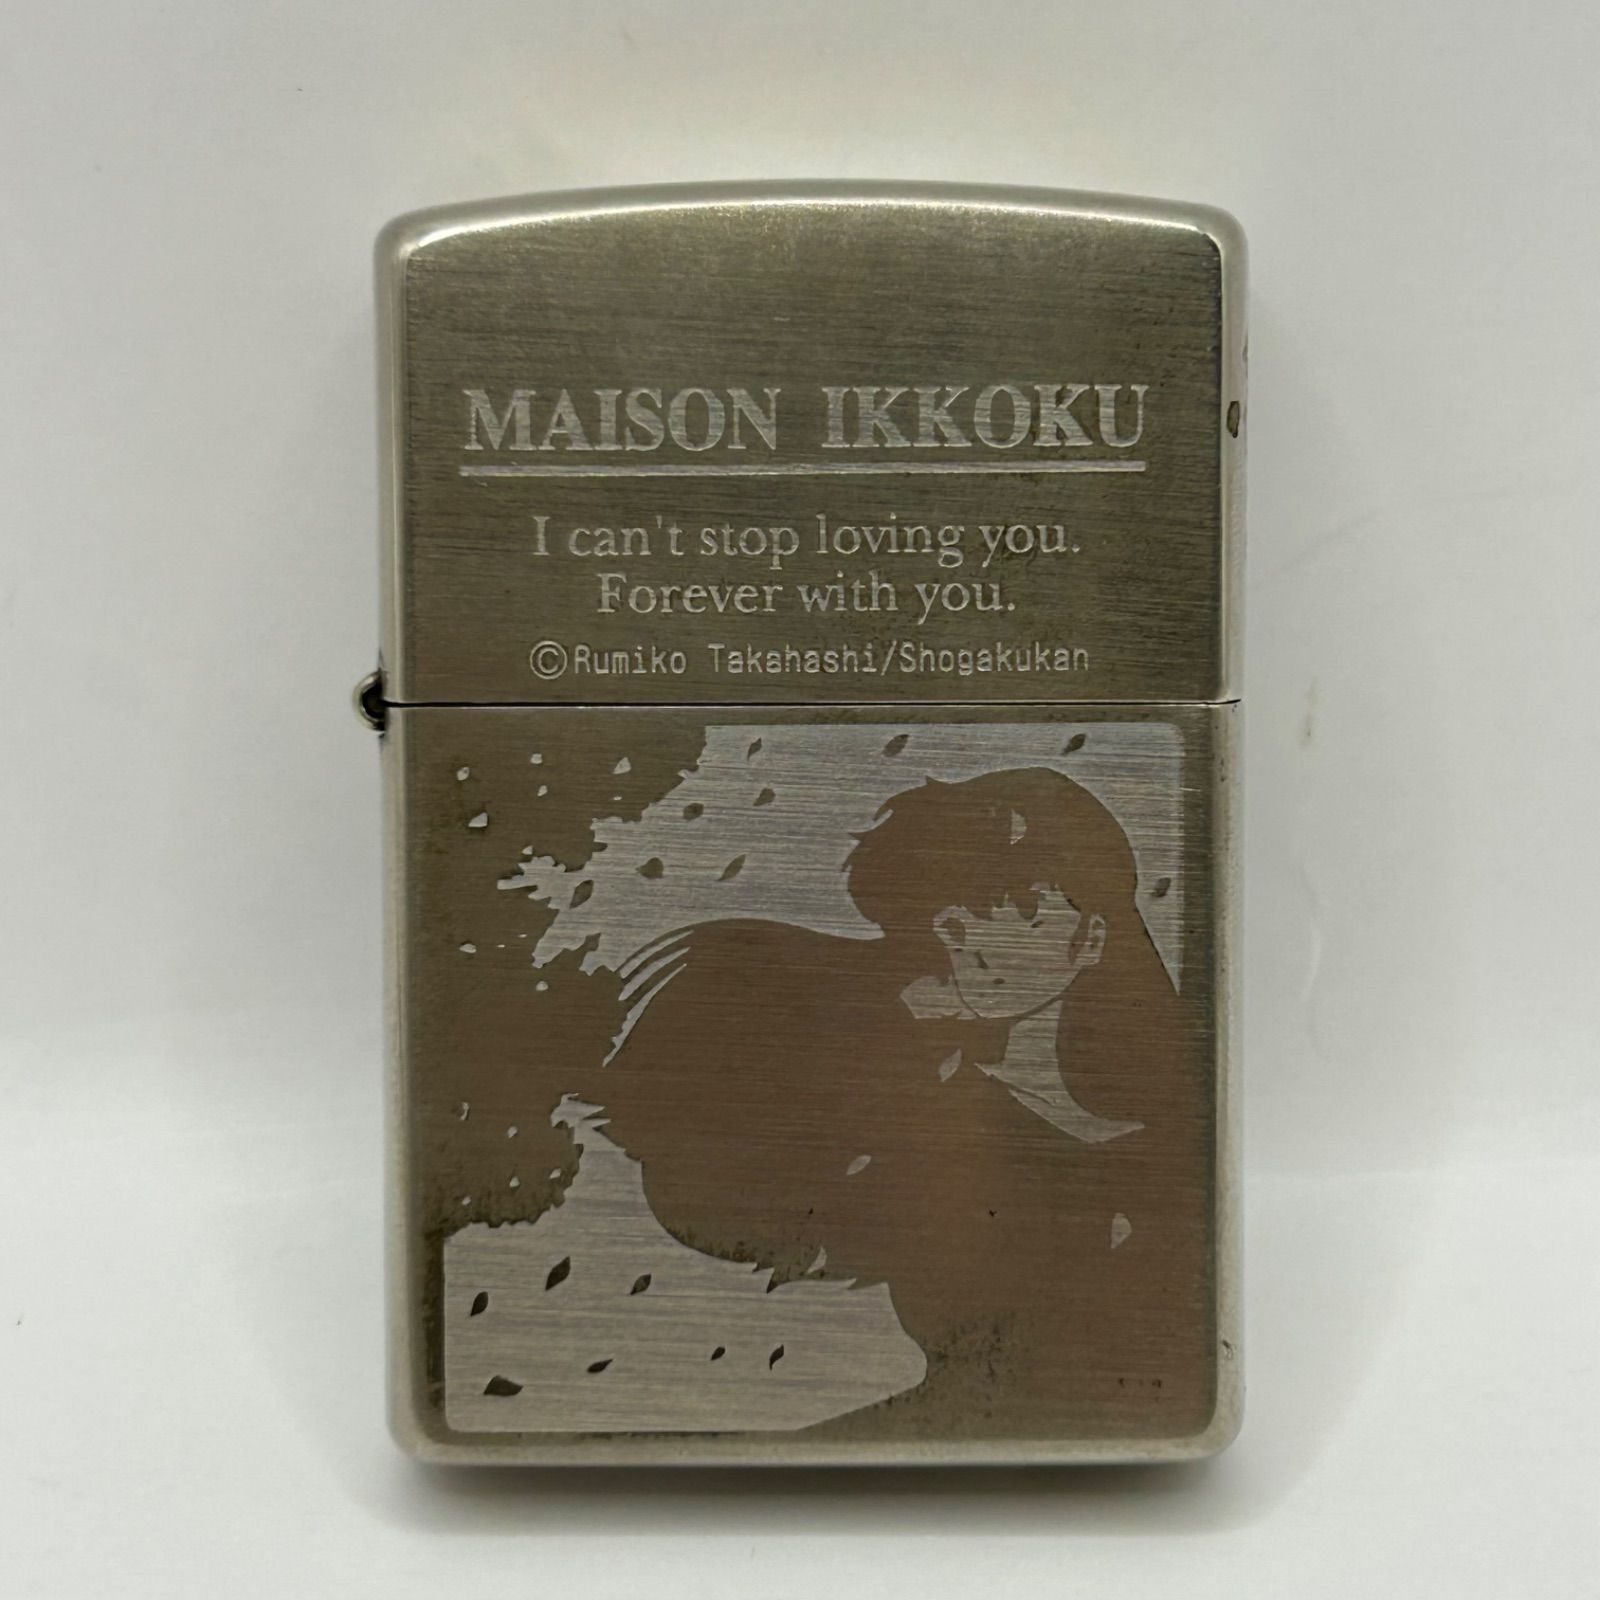 MAISON IKKOKU
I can't stop loving you.
Forever with you.
©Rumiko Takahashi/Shogakukan